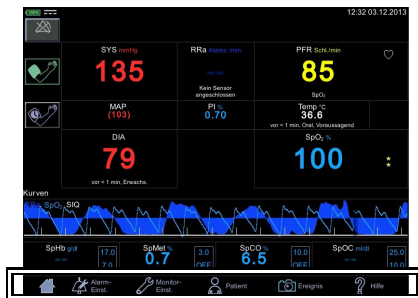 100%
12:32 03.12.2013
SYS mmHg
135
RRa Atemz./min
--
Kein Sensor
angeschlossen
PFR Schl./min
85
SpO₂
MAP
(103)
PI %
0.70
Temp °C
36.6
vor < 1 min, Oral, Voraussagend
DIA
79
vor < 1 min, Erwachs.
SpO₂ %
100
Kurven
SpO₂, SIQ
SpHb g/dl
--
17.0
7.0
SpMet %
0.7
3.0
OFF
SpCO %
6.5
10.0
OFF
SpOC ml/dl
--
25.0
10.0
Alarm-
Einst.
Monitor-
Einst.
Patient
Ereignis
Hilfe